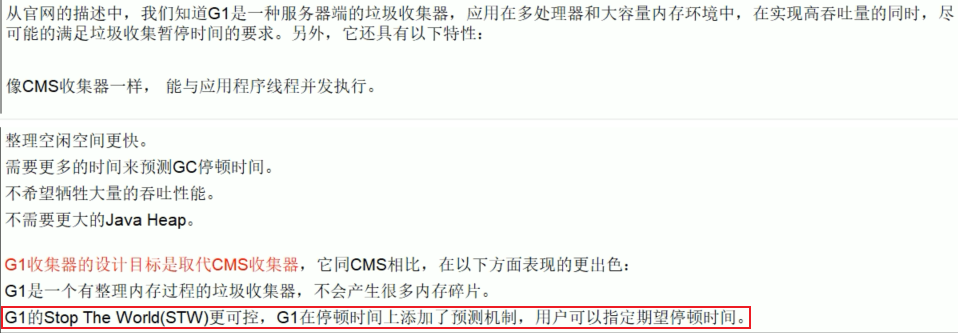 从官网的描述中，我们知道G1是一种服务器端的垃圾收集器，应用在多处理器和大容量内存环境中，在实现高吞吐量的同时，尽
可能的满足垃圾收集暂停时间的要求。另外，它还具有以下特性：
像CMS收集器一样， 能与应用程序线程并发执行。
整理空闲空间更快。
需要更多的时间来预测GC停顿时间。
不希望牺牲大量的吞吐性能。
不需要更大的Java Heap。
G1收集器的设计目标是取代CMS收集器，它同CMS相比，在以下方面表现的更出色：
G1是一个有整理内存过程的垃圾收集器，不会产生很多内存碎片。
G1的Stop The World(STW)更可控，G1在停顿时间上添加了预测机制，用户可以指定期望停顿时间。